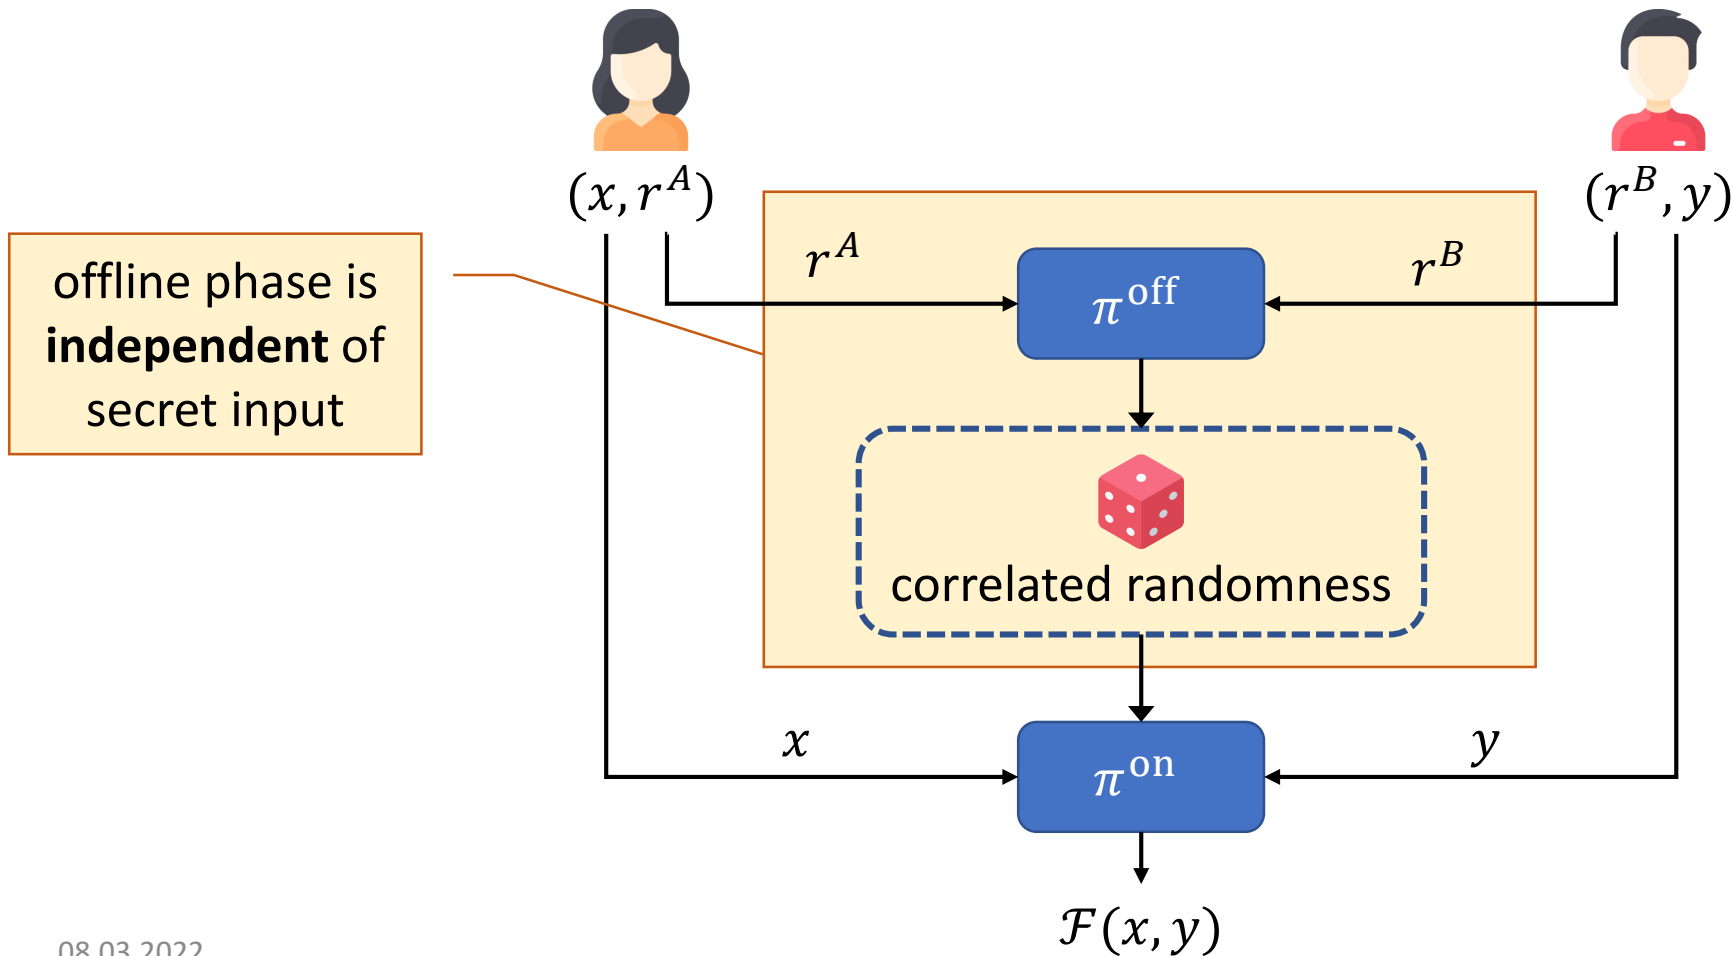 (x, r^A)
(r^B, y)
offline phase is
independent of
secret input
r^A
r^B
π^off
correlated randomness
x
y
π^on
ℱ(x, y)
08.03.2022